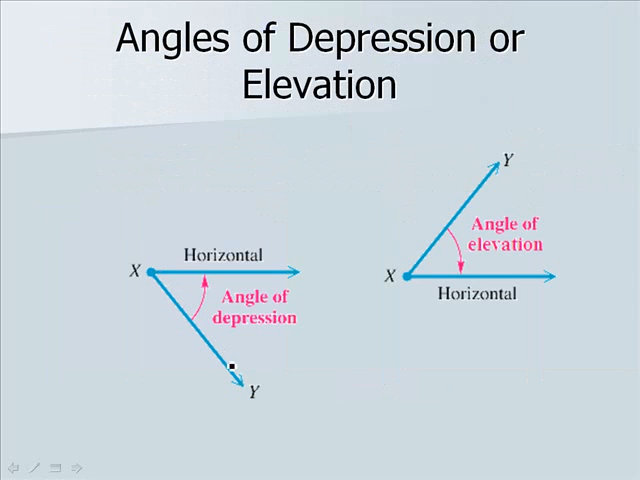 Angles of Depression or
Elevation
X
Horizontal
Angle of
depression
Y
Y
Angle of
elevation
X
Horizontal